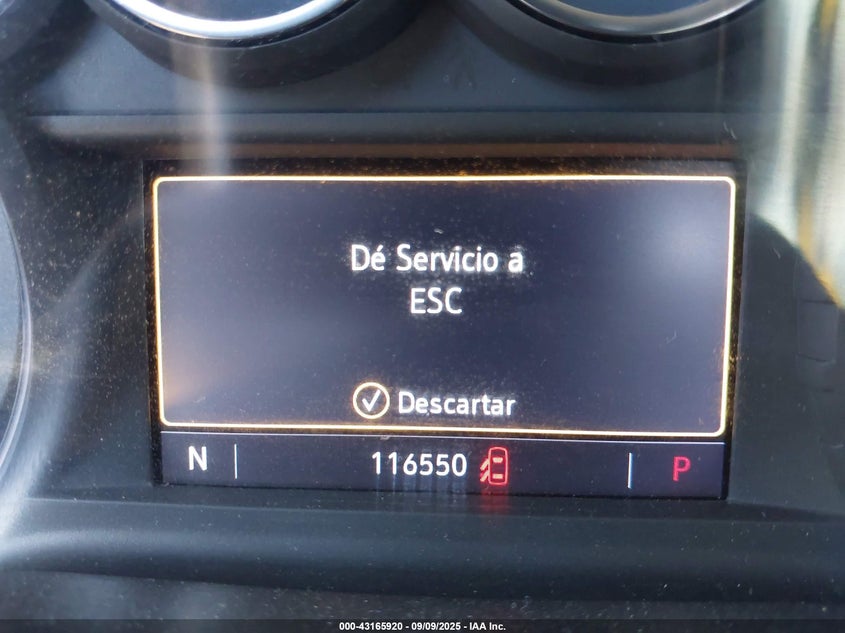 Dé Servicio a
ESC
Descartar
N 116550 P
000-43165920 - 09/09/2025 - IAA Inc.